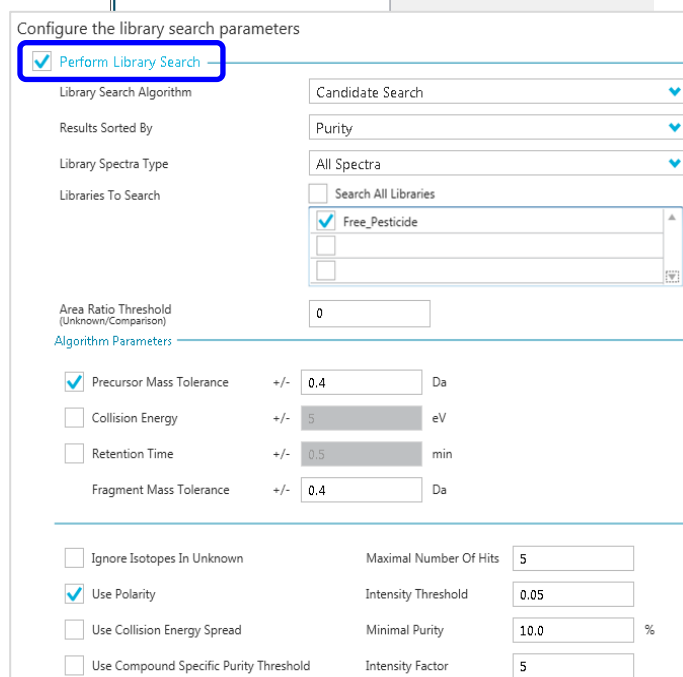 Configure the library search parameters
Perform Library Search
Library Search Algorithm Candidate Search
Results Sorted By Purity
Library Spectra Type All Spectra
Libraries To Search Search All Libraries
Free_Pesticide
Area Ratio Threshold 0
(Unknown/Comparison)
Algorithm Parameters
Precursor Mass Tolerance +/- 0.4 Da
Collision Energy +/- 5 eV
Retention Time +/- 0.5 min
Fragment Mass Tolerance +/- 0.4 Da
Ignore Isotopes In Unknown Maximal Number Of Hits 5
Use Polarity Intensity Threshold 0.05
Use Collision Energy Spread Minimal Purity 10.0 %
Use Compound Specific Purity Threshold Intensity Factor 5